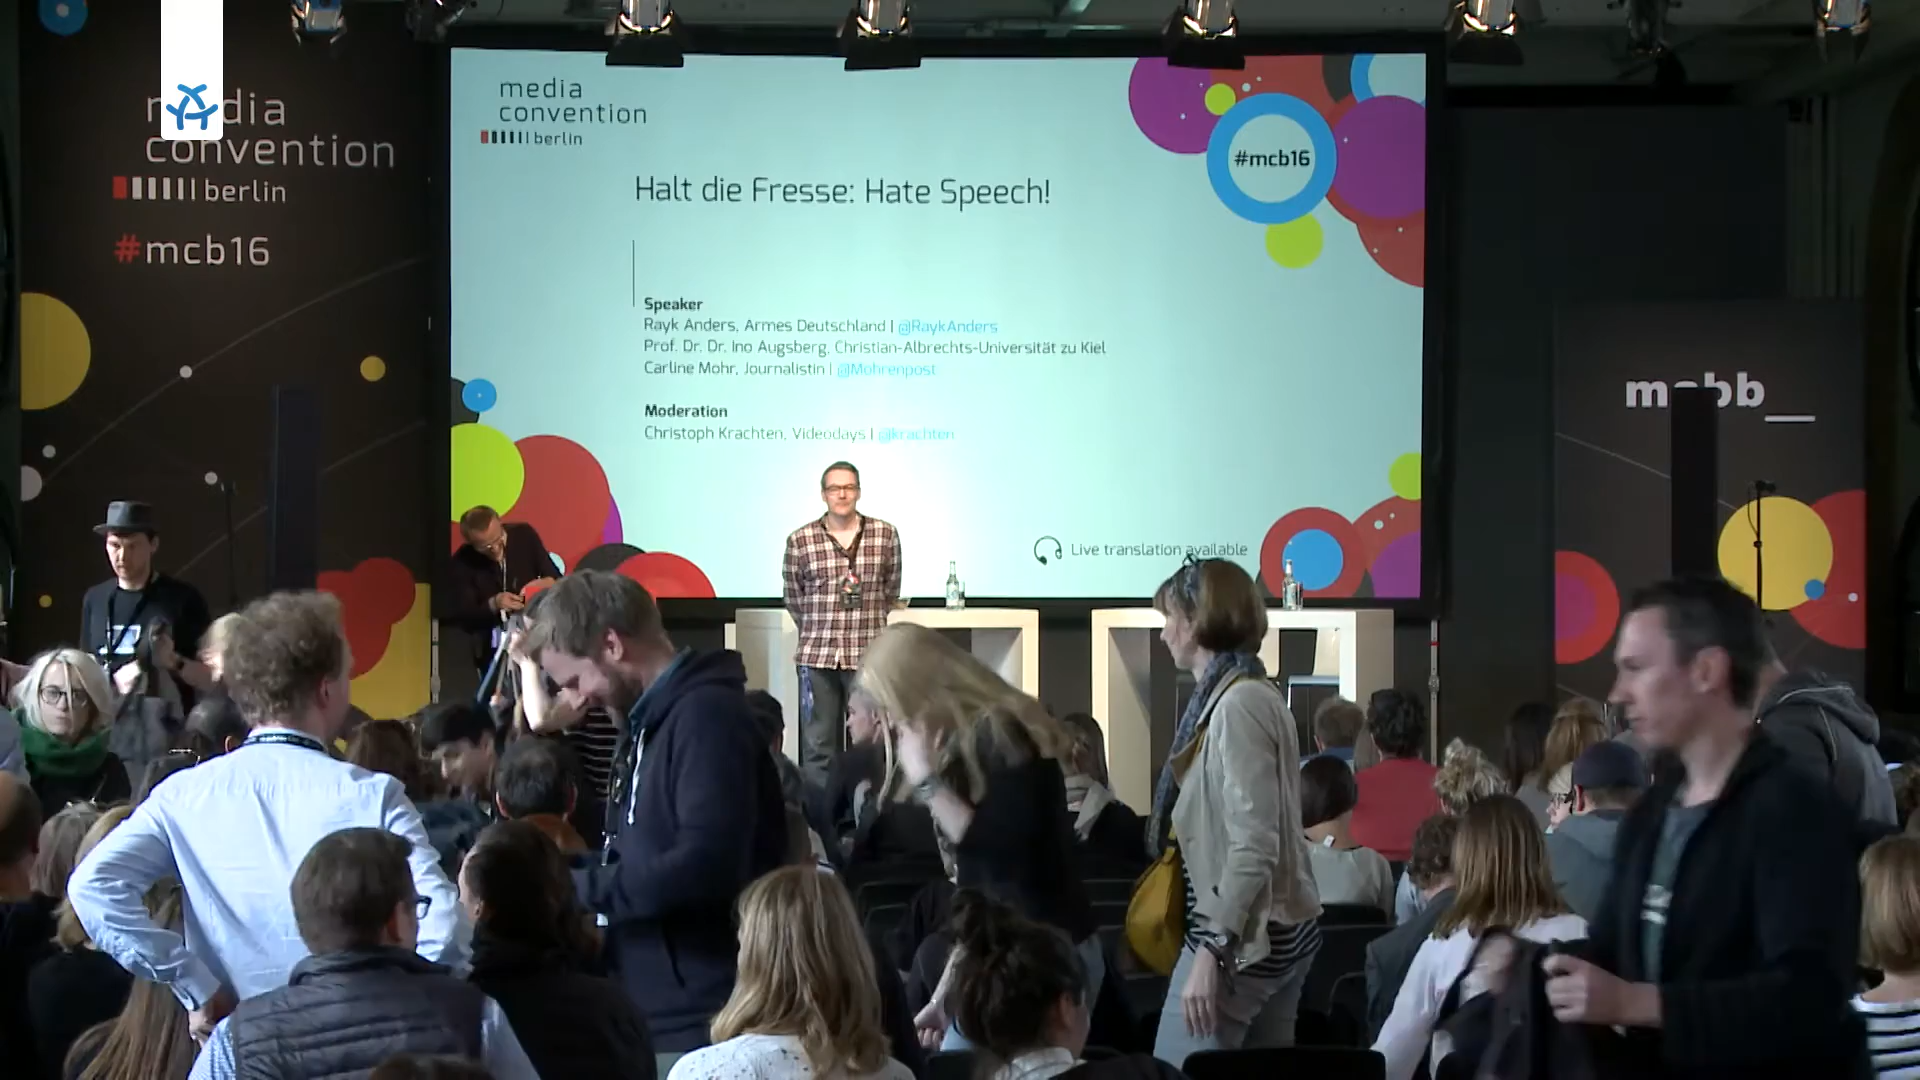 media
convention
berlin
#mcb16
media
convention
berlin
#mcb16
Halt die Fresse: Hate Speech!
Speaker
Rayk Anders, Armes Deutschland | @RaykAnders
Prof. Dr. Dr. Ino Augsberg, Christian-Albrechts-Universität zu Kiel
Carline Mohr, Journalistin | @Mohrenpost
Moderation
Christoph Krachten, Videodays | @krachten
Live translation available
mabb_